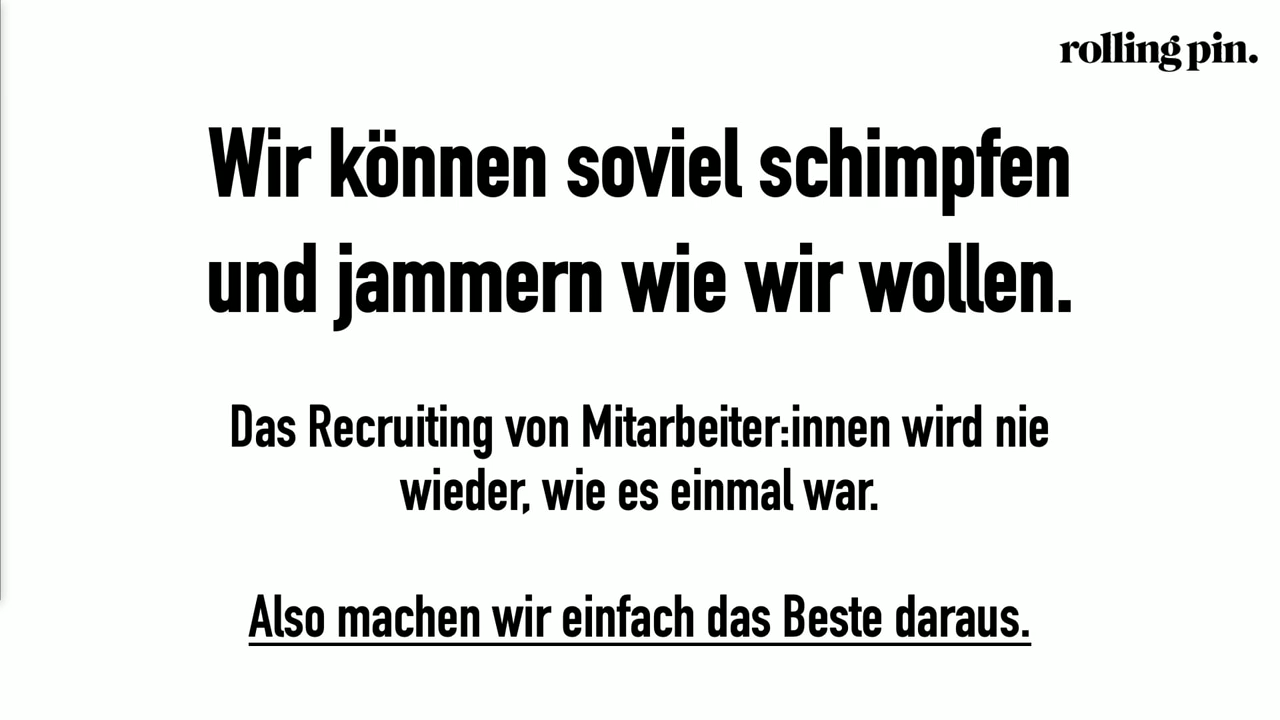 rolling pin.
Wir können soviel schimpfen
und jammern wie wir wollen.
Das Recruiting von Mitarbeiter:innen wird nie
wieder, wie es einmal war.
Also machen wir einfach das Beste daraus.